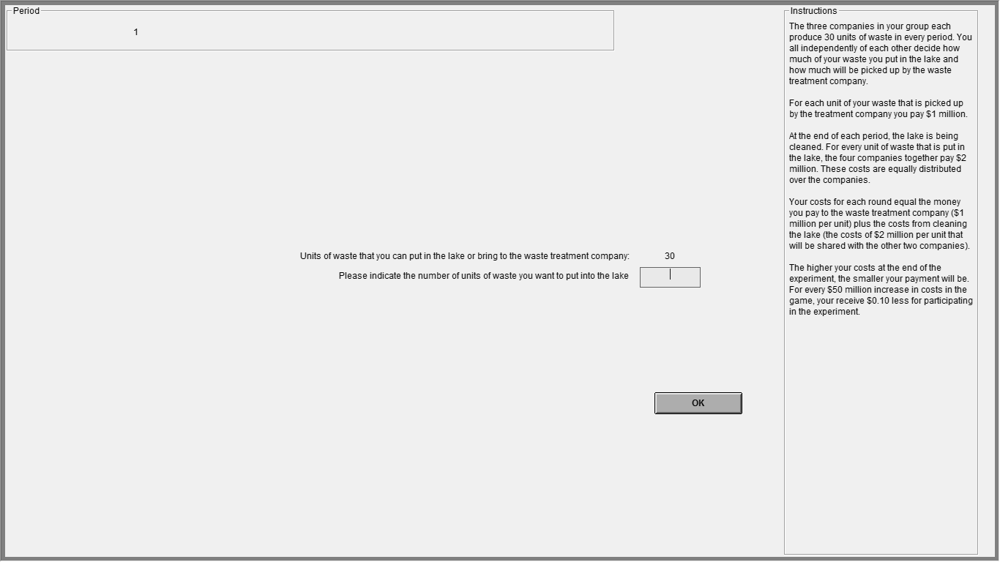 Period
1
Units of waste that you can put in the lake or bring to the waste treatment company: 30
Please indicate the number of units of waste you want to put into the lake
OK
Instructions
The three companies in your group each
produce 30 units of waste in every period. You
all independently of each other decide how
much of your waste you put in the lake and
how much will be picked up by the waste
treatment company.
For each unit of your waste that is picked up
by the treatment company you pay $1 million.
At the end of each period, the lake is being
cleaned. For every unit of waste that is put in
the lake, the four companies together pay $2
million. These costs are equally distributed
over the companies.
Your costs for each round equal the money
you pay to the waste treatment company ($1
million per unit) plus the costs from cleaning
the lake (the costs of $2 million per unit that
will be shared with the other two companies).
The higher your costs at the end of the
experiment, the smaller your payment will be.
For every $50 million increase in costs in the
game, your receive $0.10 less for participating
in the experiment.